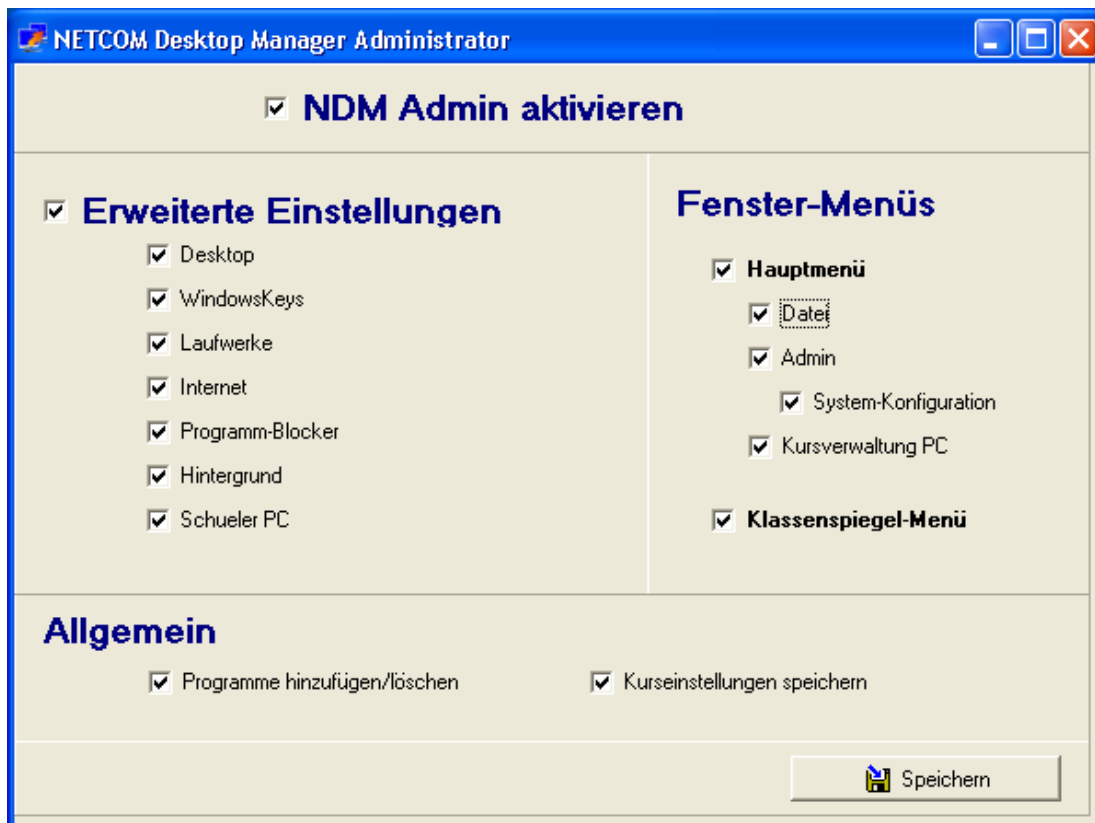 NETCOM Desktop Manager Administrator
NDM Admin aktivieren
Erweiterte Einstellungen
Desktop
WindowsKeys
Laufwerke
Internet
Programm-Blocker
Hintergrund
Schueler PC
Fenster-Menüs
Hauptmenü
Datei
Admin
System-Konfiguration
Kursverwaltung PC
Klassenspiegel-Menü
Allgemein
Programme hinzufügen/löschen
Kurseinstellungen speichern
Speichern